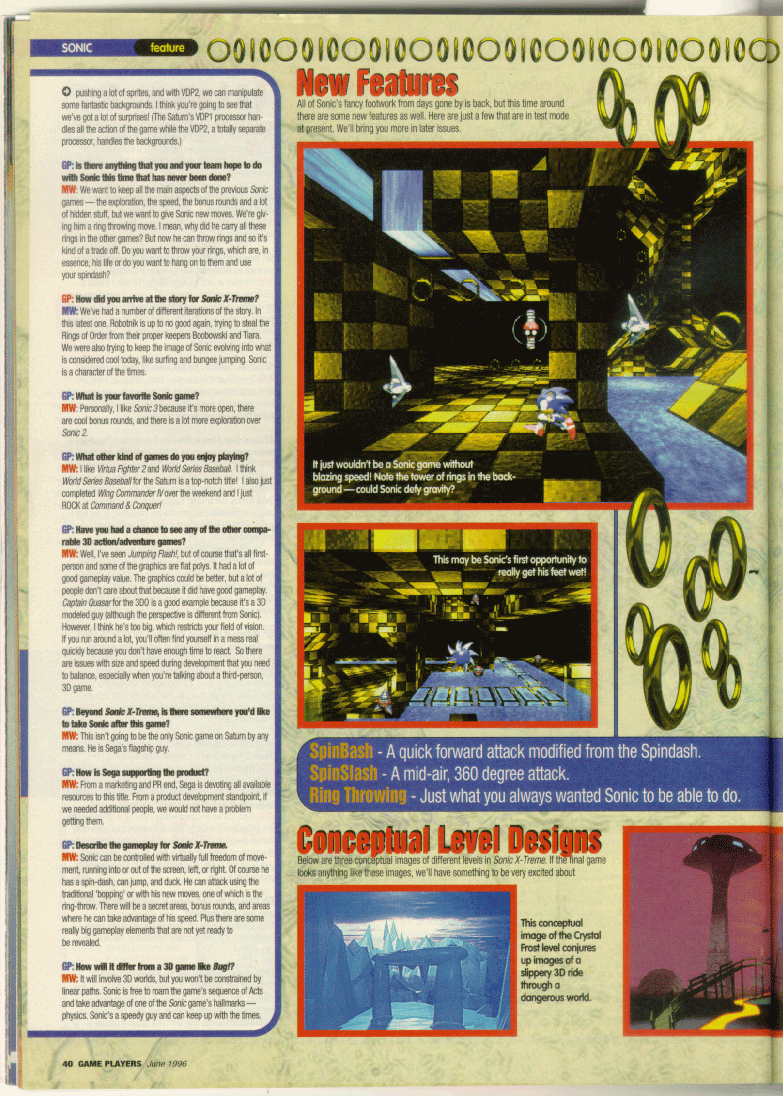 SONIC
feature
pushing a lot of sprites, and with VDP2, we can manipulate
some fantastic backgrounds. I think you're going to see that
we've got a lot of surprises! (The Saturn's VDP1 processor han-
dles all the action of the game while the VDP2, a totally separate
processor, handles the backgrounds.)
GP: Is there anything that you and your team hope to do
with Sonic this time that has never been done?
MW: We want to keep all the main aspects of the previous Sonic
games — the exploration, the speed, the bonus rounds and a lot
of hidden stuff, but we want to give Sonic new moves. We're giv-
ing him a ring throwing move. I mean, why did he carry all these
rings in the other games? But now he can throw rings and so it's
kind of a trade off. Do you want to throw your rings, which are, in
essence, his life or do you want to hang on to them and use
your spindash?
GP: How did you arrive at the story for Sonic X-Treme?
MW: We've had a number of different iterations of the story. In
this latest one, Robotnik is up to no good again, trying to steal the
Rings of Order from their proper keepers Boobowski and Tiara.
We were also trying to keep the image of Sonic evolving into what
is considered cool today, like surfing and bungee jumping. Sonic
is a character of the times.
GP: What is your favorite Sonic game?
MW: Personally, I like Sonic 3 because it's more open, there
are cool bonus rounds, and there is a lot more exploration over
Sonic 2.
GP: What other kind of games do you enjoy playing?
MW: I like Virtua Fighter 2 and World Series Baseball. I think
World Series Baseball for the Saturn is a top-notch title! I also just
completed Wing Commander IV over the weekend and I just
ROCK at Command & Conquer!
GP: Have you had a chance to see any of the other compa-
rable 3D action/adventure games?
MW: Well, I've seen Jumping Flash!, but of course that's all first-
person and some of the graphics are flat polys. It had a lot of
good gameplay value. The graphics could be better, but a lot of
people don't care about that because it did have good gameplay.
Captain Quasar for the 3DO is a good example because it's a 3D
modeled guy (although the perspective is different from Sonic).
However, I think he's too big, which restricts your field of vision.
If you run around a lot, you'll often find yourself in a mess real
quickly because you don't have enough time to react. So there
are issues with size and speed during development that you need
to balance, especially when you're talking about a third-person,
3D game.
GP: Beyond Sonic X-Treme, is there somewhere you'd like
to take Sonic after this game?
MW: This isn't going to be the only Sonic game on Saturn by any
means. He is Sega's flagship guy.
GP: How is Sega supporting the product?
MW: From a marketing and PR end, Sega is devoting all available
resources to this title. From a product development standpoint, if
we needed additional people, we would not have a problem
getting them.
GP: Describe the gameplay for Sonic X-Treme.
MW: Sonic can be controlled with virtually full freedom of move-
ment, running into or out of the screen, left, or right. Of course he
has a spin-dash, can jump, and duck. He can attack using the
traditional 'bopping' or with his new moves, one of which is the
ring-throw. There will be a secret areas, bonus rounds, and areas
where he can take advantage of his speed. Plus there are some
really big gameplay elements that are not yet ready to
be revealed.
GP: How will it differ from a 3D game like Bug!?
MW: It will involve 3D worlds, but you won't be constrained by
linear paths. Sonic is free to roam the game's sequence of Acts
and take advantage of one of the Sonic game's hallmarks —
physics. Sonic's a speedy guy and can keep up with the times.
New Features
All of Sonic's fancy footwork from days gone by is back, but this time around
there are some new features as well. Here are just a few that are in test mode
at present. We'll bring you more in later issues.
It just wouldn't be a Sonic game without
blazing speed! Note the tower of rings in the back-
ground — could Sonic defy gravity?
This may be Sonic's first opportunity to
really get his feet wet!
SpinBash - A quick forward attack modified from the Spindash.
SpinSlash - A mid-air, 360 degree attack.
Ring Throwing - Just what you always wanted Sonic to be able to do.
Conceptual Level Designs
Below are three conceptual images of different levels in Sonic X-Treme. If the final game
looks anything like these images, we'll have something to be very excited about
This conceptual
image of the Crystal
Frost level conjures
up images of a
slippery 3D ride
through a
dangerous world.
40 GAME PLAYERS June 1996